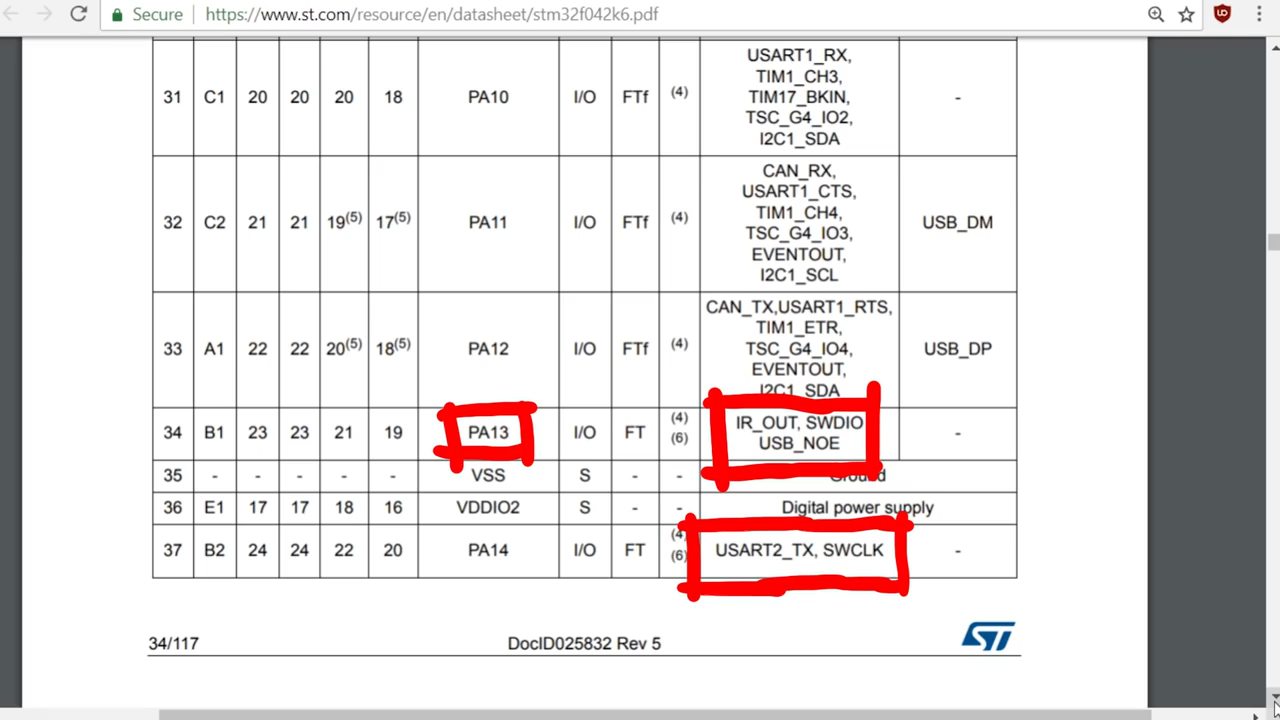 Secure https://www.st.com/resource/en/datasheet/stm32f042k6.pdf
USART1_RX,
TIM1_CH3,
31 C1 20 20 20 18 PA10 I/O FTf (4) TIM17_BKIN, -
TSC_G4_IO2,
I2C1_SDA
CAN_RX,
USART1_CTS,
TIM1_CH4,
32 C2 21 21 19(5) 17(5) PA11 I/O FTf (4) TSC_G4_IO3, USB_DM
EVENTOUT,
I2C1_SCL
CAN_TX,USART1_RTS,
TIM1_ETR,
33 A1 22 22 20(5) 18(5) PA12 I/O FTf (4) TSC_G4_IO4, USB_DP
EVENTOUT,
I2C1_SDA
34 B1 23 23 21 19 PA13 I/O FT (4) (6) IR_OUT, SWDIO -
USB_NOE
35 - - - - - VSS S - - Ground
36 E1 17 17 18 16 VDDIO2 S - - Digital power supply
37 B2 24 24 22 20 PA14 I/O FT (4) (6) USART2_TX, SWCLK -
34/117 DocID025832 Rev 5 ST